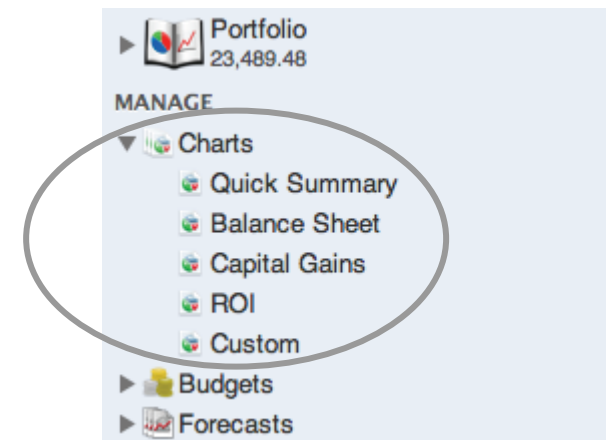 Portfolio
23,489.48
MANAGE
Charts
Quick Summary
Balance Sheet
Capital Gains
ROI
Custom
Budgets
Forecasts